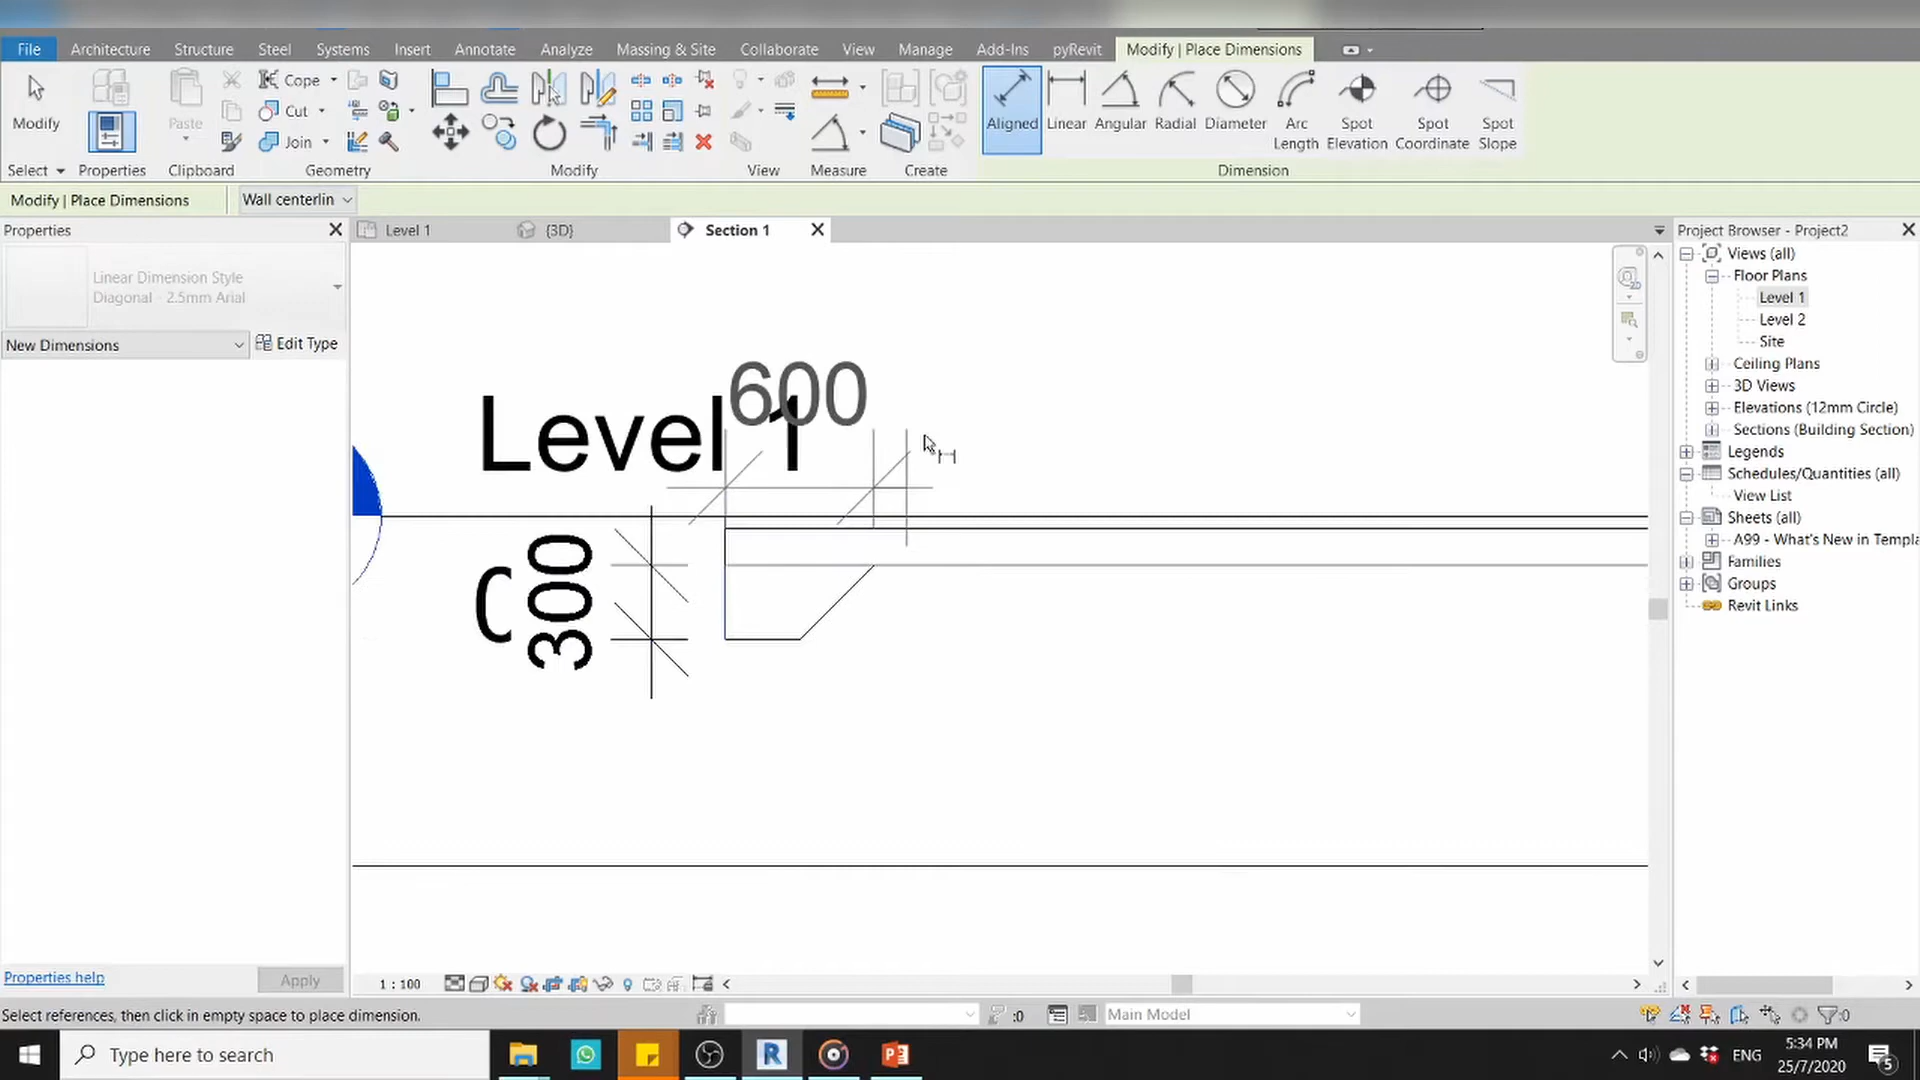 File Architecture Structure Steel Systems Insert Annotate Analyze Massing & Site Collaborate View Manage Add-Ins pyRevit Modify | Place Dimensions
Modify Paste Cope Cut Join
Aligned Linear Angular Radial Diameter Arc Length Spot Elevation Spot Coordinate Spot Slope
Select Properties Clipboard Geometry Modify View Measure Create Dimension
Modify | Place Dimensions Wall centerlin
Properties
Linear Dimension Style
Diagonal - 2.5mm Arial
New Dimensions Edit Type
Level 1 {3D} Section 1
600
Level 1
300
Project Browser - Project2
Views (all)
Floor Plans
Level 1
Level 2
Site
Ceiling Plans
3D Views
Elevations (12mm Circle)
Sections (Building Section)
Legends
Schedules/Quantities (all)
View List
Sheets (all)
A99 - What's New in Templa
Families
Groups
Revit Links
Properties help Apply
1 : 100
Select references, then click in empty space to place dimension.
:0 Main Model :0
Type here to search
ENG
5:34 PM
25/7/2020
5